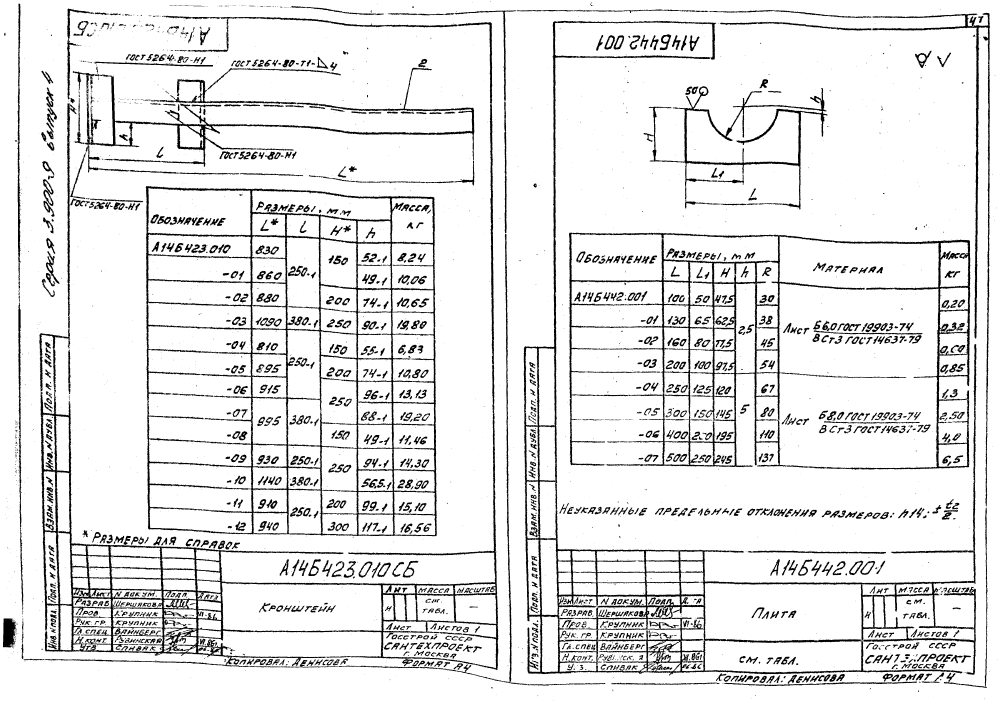 Серия 3.900-9 выпуск 4
А14Б423.010СБ
ГОСТ 5264-80-Н1
ГОСТ 5264-80-Т1-◺4
2
H*
h
l
ГОСТ 5264-80-Н1
L*
ГОСТ 5264-80-Н1
ОБОЗНАЧЕНИЕ РАЗМЕРЫ, мм МАССА, кг
L* l H* h
А14Б423.010 830 250-1 150 52-1 8,24
-01 860 49-1 10,06
-02 880 200 74-1 10,65
-03 1090 380-1 250 90-1 19,80
-04 810 250-1 150 55-1 6,83
-05 895 200 74-1 10,80
-06 915 250 96-1 13,13
-07 995 380-1 88-1 19,20
-08 150 49-1 11,46
-09 930 250-1 250 94-1 14,30
-10 1140 380-1 56,5-1 28,90
-11 910 250-1 200 99-1 15,10
-12 940 300 117-1 16,56
* РАЗМЕРЫ ДЛЯ СПРАВОК
А14Б423.010СБ
КРОНШТЕЙН
ЛИТ МАССА МАСШТАБ
И СМ. ТАБЛ. —
Лист Листов 1
ГОССТРОЙ СССР
САНТЕХПРОЕКТ
г. МОСКВА
Изм Лист N ДОКУМ. Подп. Дата
РАЗРАБ. ШЕРШАКОВА
ПРОВ. КРУПНИК VI-86
РУК. ГР. КРУПНИК
ГЛ. СПЕЦ. ВАЙНБЕРГ
Н. КОНТ. РУБИНСКАЯ VI.86
УТВ. СПИВАК
КОПИРОВАЛ: ДЕНИСОВА ФОРМАТ А4
Инв. N подл. Подп. и дата Взам. инв. N Инв. N дубл. Подп. и дата
41
А14Б442.001
50
R
h
H
L1
L
ОБОЗНАЧЕНИЕ РАЗМЕРЫ, мм МАТЕРИАЛ МАССА КГ
L L1 H h R
А14Б442.001 100 50 47,5 2,5 30 Лист Б6,0 ГОСТ 19903-74 / ВСт3 ГОСТ 14637-79 0,20
-01 130 65 62,5 38 0,32
-02 160 80 77,5 45
-03 200 100 97,5 54 0,85
-04 250 125 120 5 67 Лист Б8,0 ГОСТ 19903-74 / ВСт3 ГОСТ 14637-79 1,3
-05 300 150 145 80 2,50
-06 400 200 195 110 4,0
-07 500 250 245 137 6,5
НЕУКАЗАННЫЕ ПРЕДЕЛЬНЫЕ ОТКЛОНЕНИЯ РАЗМЕРОВ: h14; ± t2/2.
А14Б442.001
ПЛИТА
ЛИТ МАССА МАСШТАБ
И СМ. ТАБЛ. —
Лист Листов 1
СМ. ТАБЛ.
ГОССТРОЙ СССР
САНТЕХПРОЕКТ
г. МОСКВА
Изм Лист N ДОКУМ. Подп. Дата
РАЗРАБ. ШЕРШАКОВА
ПРОВ. КРУПНИК VI-86
РУК. ГР. КРУПНИК
ГЛ. СПЕЦ. ВАЙНБЕРГ
Н. КОНТ. VI.86
СПИВАК
КОПИРОВАЛ: ДЕНИСОВА ФОРМАТ А4
Инв. N подл. Подп. и дата Взам. инв. N Инв. N дубл. Подп. и дата